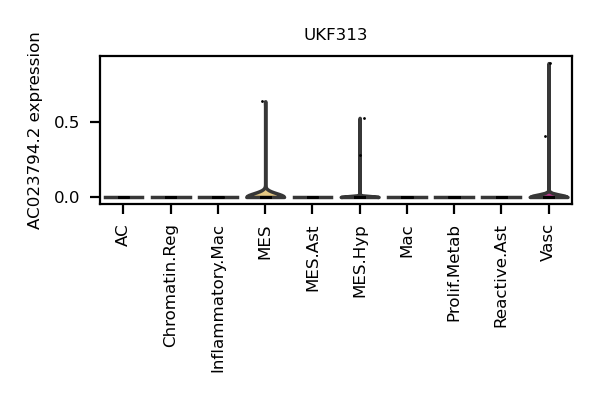 UKF313
AC023794.2 expression
0.5
0.0
AC
Chromatin.Reg
Inflammatory.Mac
MES
MES.Ast
MES.Hyp
Mac
Prolif.Metab
Reactive.Ast
Vasc